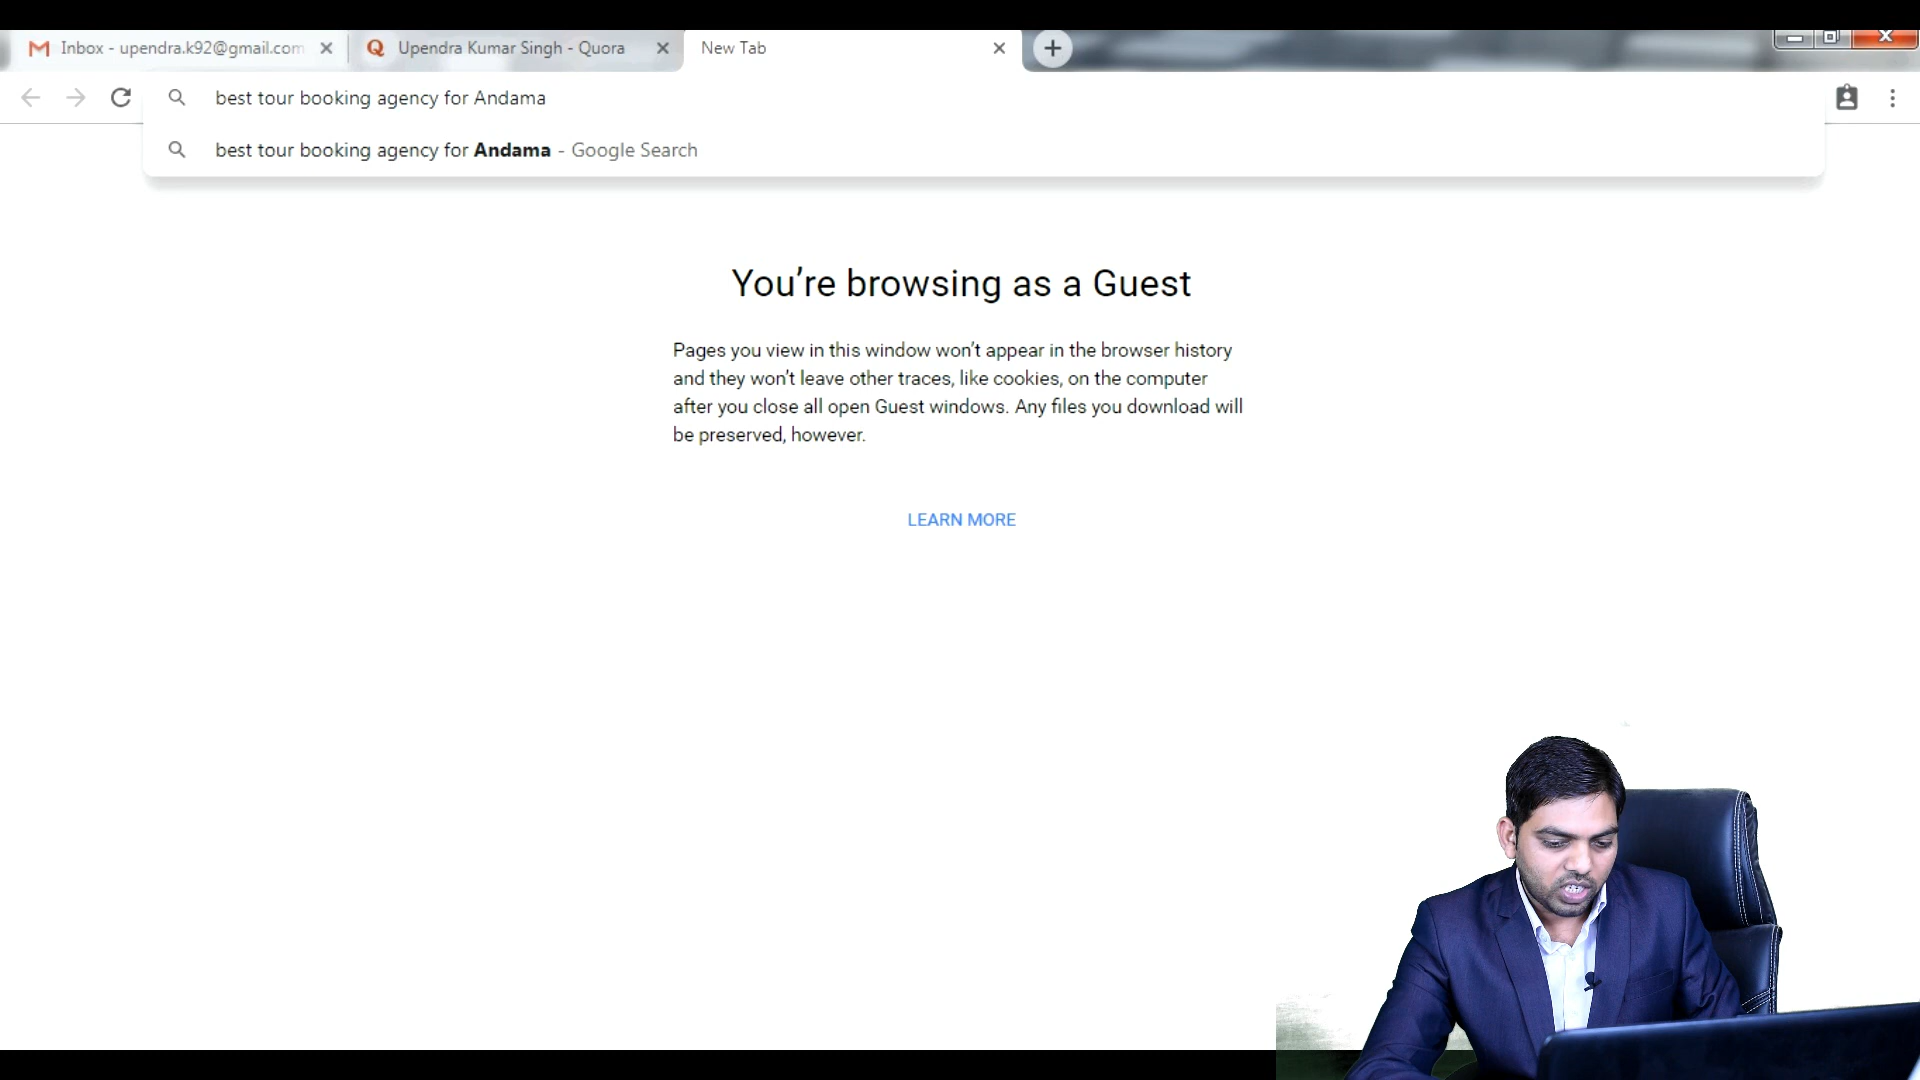 Inbox - upendra.k92@gmail.com
Upendra Kumar Singh - Quora
New Tab
best tour booking agency for Andama
best tour booking agency for Andama - Google Search
You're browsing as a Guest
Pages you view in this window won't appear in the browser history
and they won't leave other traces, like cookies, on the computer
after you close all open Guest windows. Any files you download will
be preserved, however.
LEARN MORE